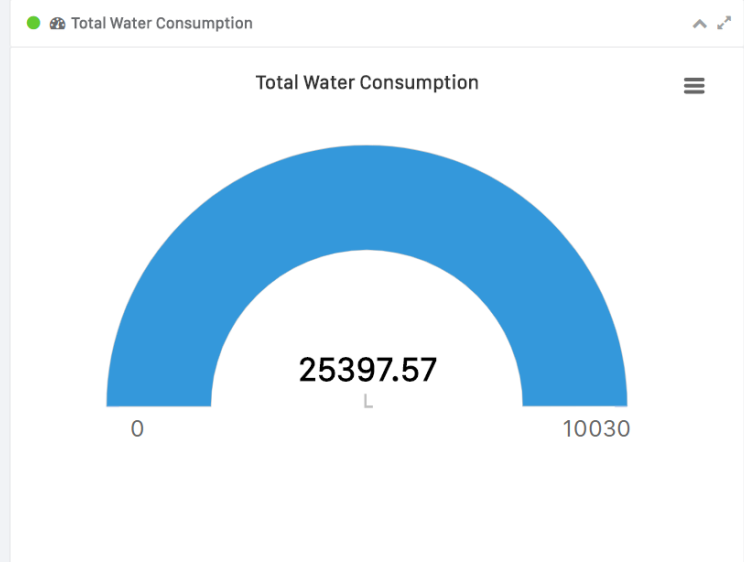 Total Water Consumption
Total Water Consumption
25397.57
L
0
10030